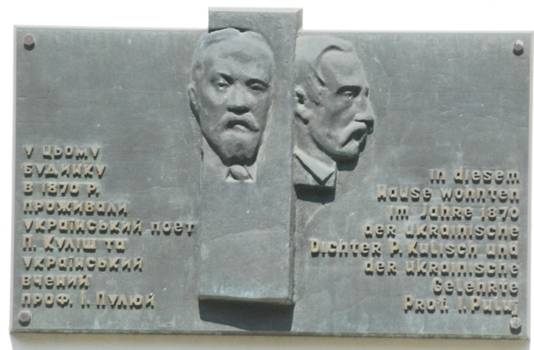 У ЦЬОМУ
БУДИНКУ
В 1870 Р.
ПРОЖИВАЛИ
УКРАЇНСЬКИЙ ПОЕТ
П. КУЛІШ ТА
УКРАЇНСЬКИЙ
ВЧЕНИЙ
ПРОФ. І. ПУЛЮЙ
In diesem
Hause wohnten
im Jahre 1870
der ukrainische
Dichter P. Kulisch und
der ukrainische
Gelehrte
Prof. I. Puluj